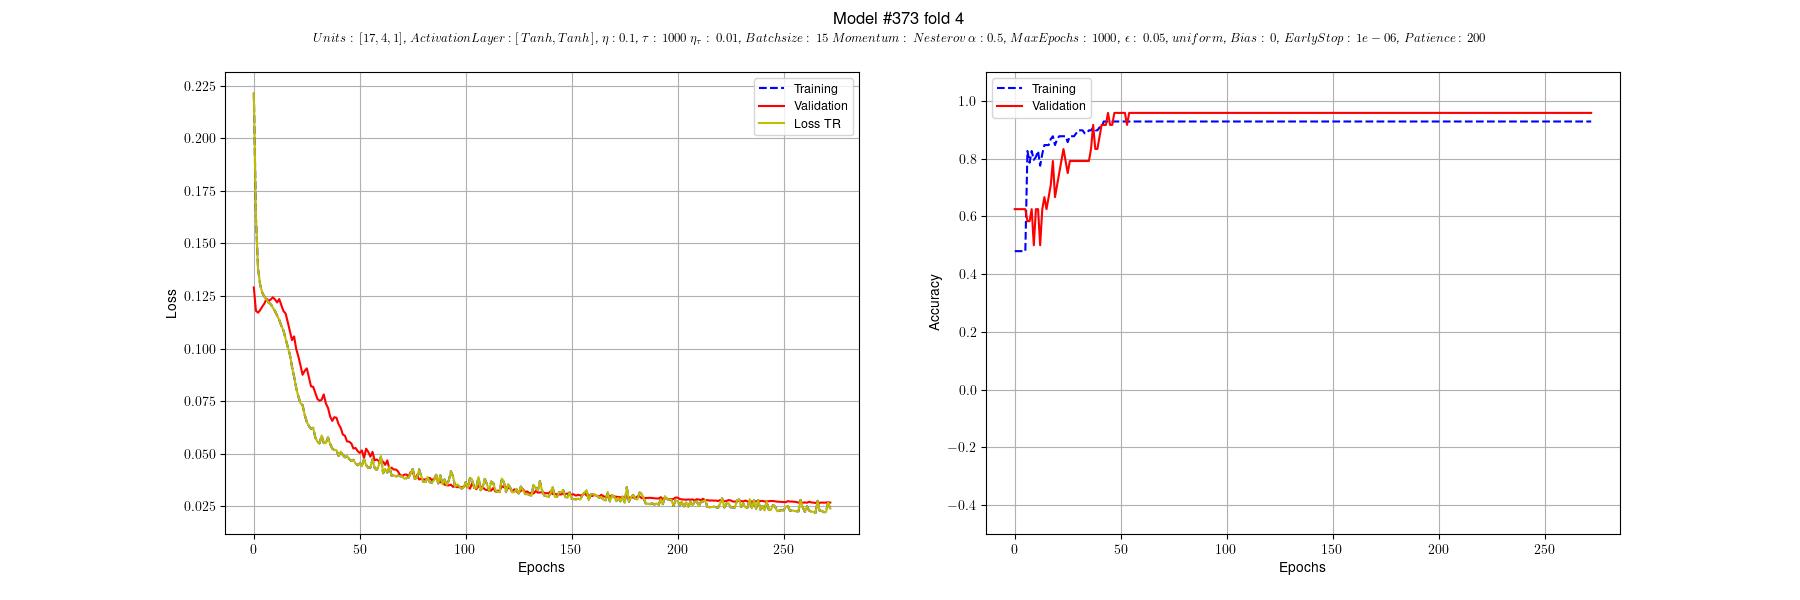 Model #373 fold 4
Units : [17, 4, 1], ActivationLayer : [Tanh, Tanh], η : 0.1, τ : 1000 ητ : 0.01, Batchsize : 15 Momentum : Nesterov α : 0.5, MaxEpochs : 1000, ϵ : 0.05, uniform, Bias : 0, EarlyStop : 1e − 06, Patience : 200
Training
Validation
Loss TR
0.225
0.200
0.175
0.150
0.125
0.100
0.075
0.050
0.025
Loss
0 50 100 150 200 250
Epochs
Training
Validation
1.0
0.8
0.6
0.4
0.2
0.0
−0.2
−0.4
Accuracy
0 50 100 150 200 250
Epochs